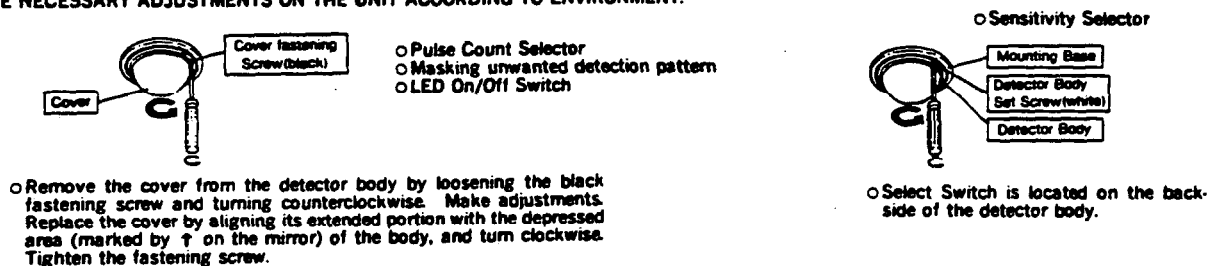 E NECESSARY ADJUSTMENTS ON THE UNIT ACCORDING TO ENVIRONMENT.
Cover fastening
Screw(black)
Cover
○ Pulse Count Selector
○ Masking unwanted detection pattern
○ LED On/Off Switch
○ Remove the cover from the detector body by loosening the black
fastening screw and turning counterclockwise. Make adjustments.
Replace the cover by aligning its extended portion with the depressed
area (marked by ↑ on the mirror) of the body, and turn clockwise.
Tighten the fastening screw.
○ Sensitivity Selector
Mounting Base
Detector Body
Set Screw(white)
Detector Body
○ Select Switch is located on the back-
side of the detector body.